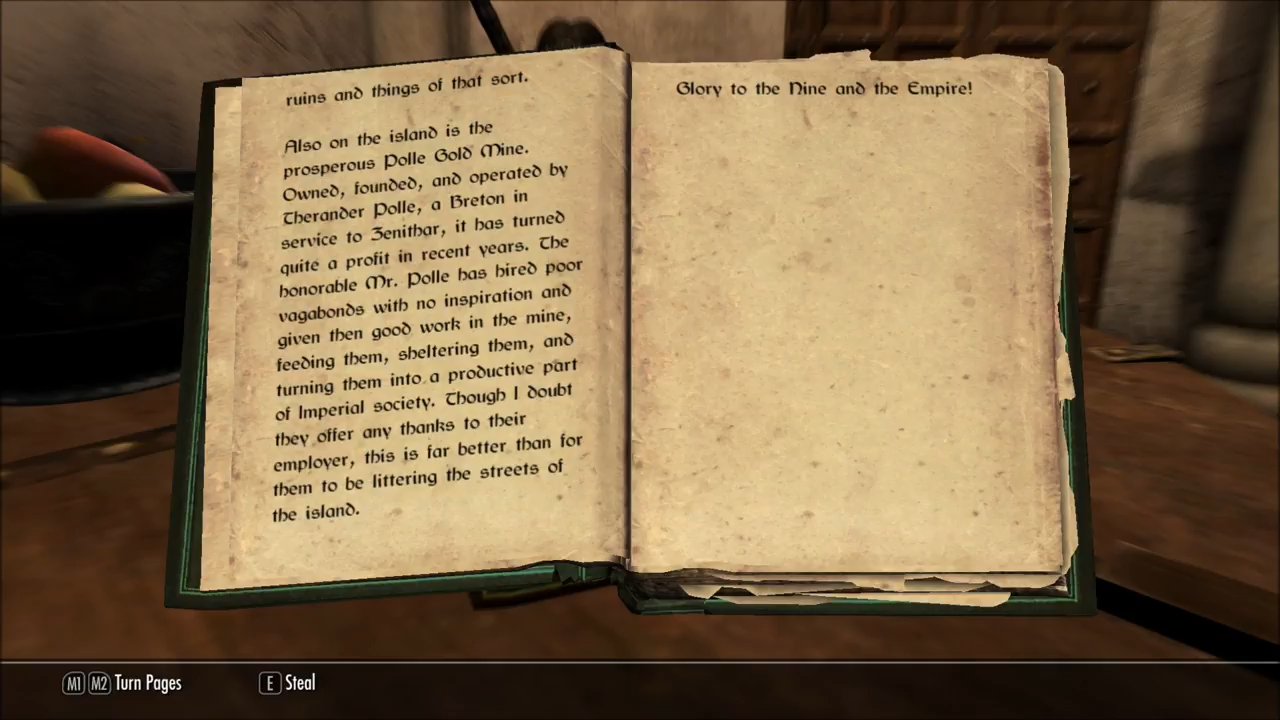 ruins and things of that sort.
Also on the island is the
prosperous Polle Gold Mine.
Owned, founded, and operated by
Therander Polle, a Breton in
service to Zenithar, it has turned
quite a profit in recent years. The
honorable Mr. Polle has hired poor
vagabonds with no inspiration and
given then good work in the mine,
feeding them, sheltering them, and
turning them into a productive part
of Imperial society. Though I doubt
they offer any thanks to their
employer, this is far better than for
them to be littering the streets of
the island.
Glory to the Nine and the Empire!
M1 M2 Turn Pages
E Steal